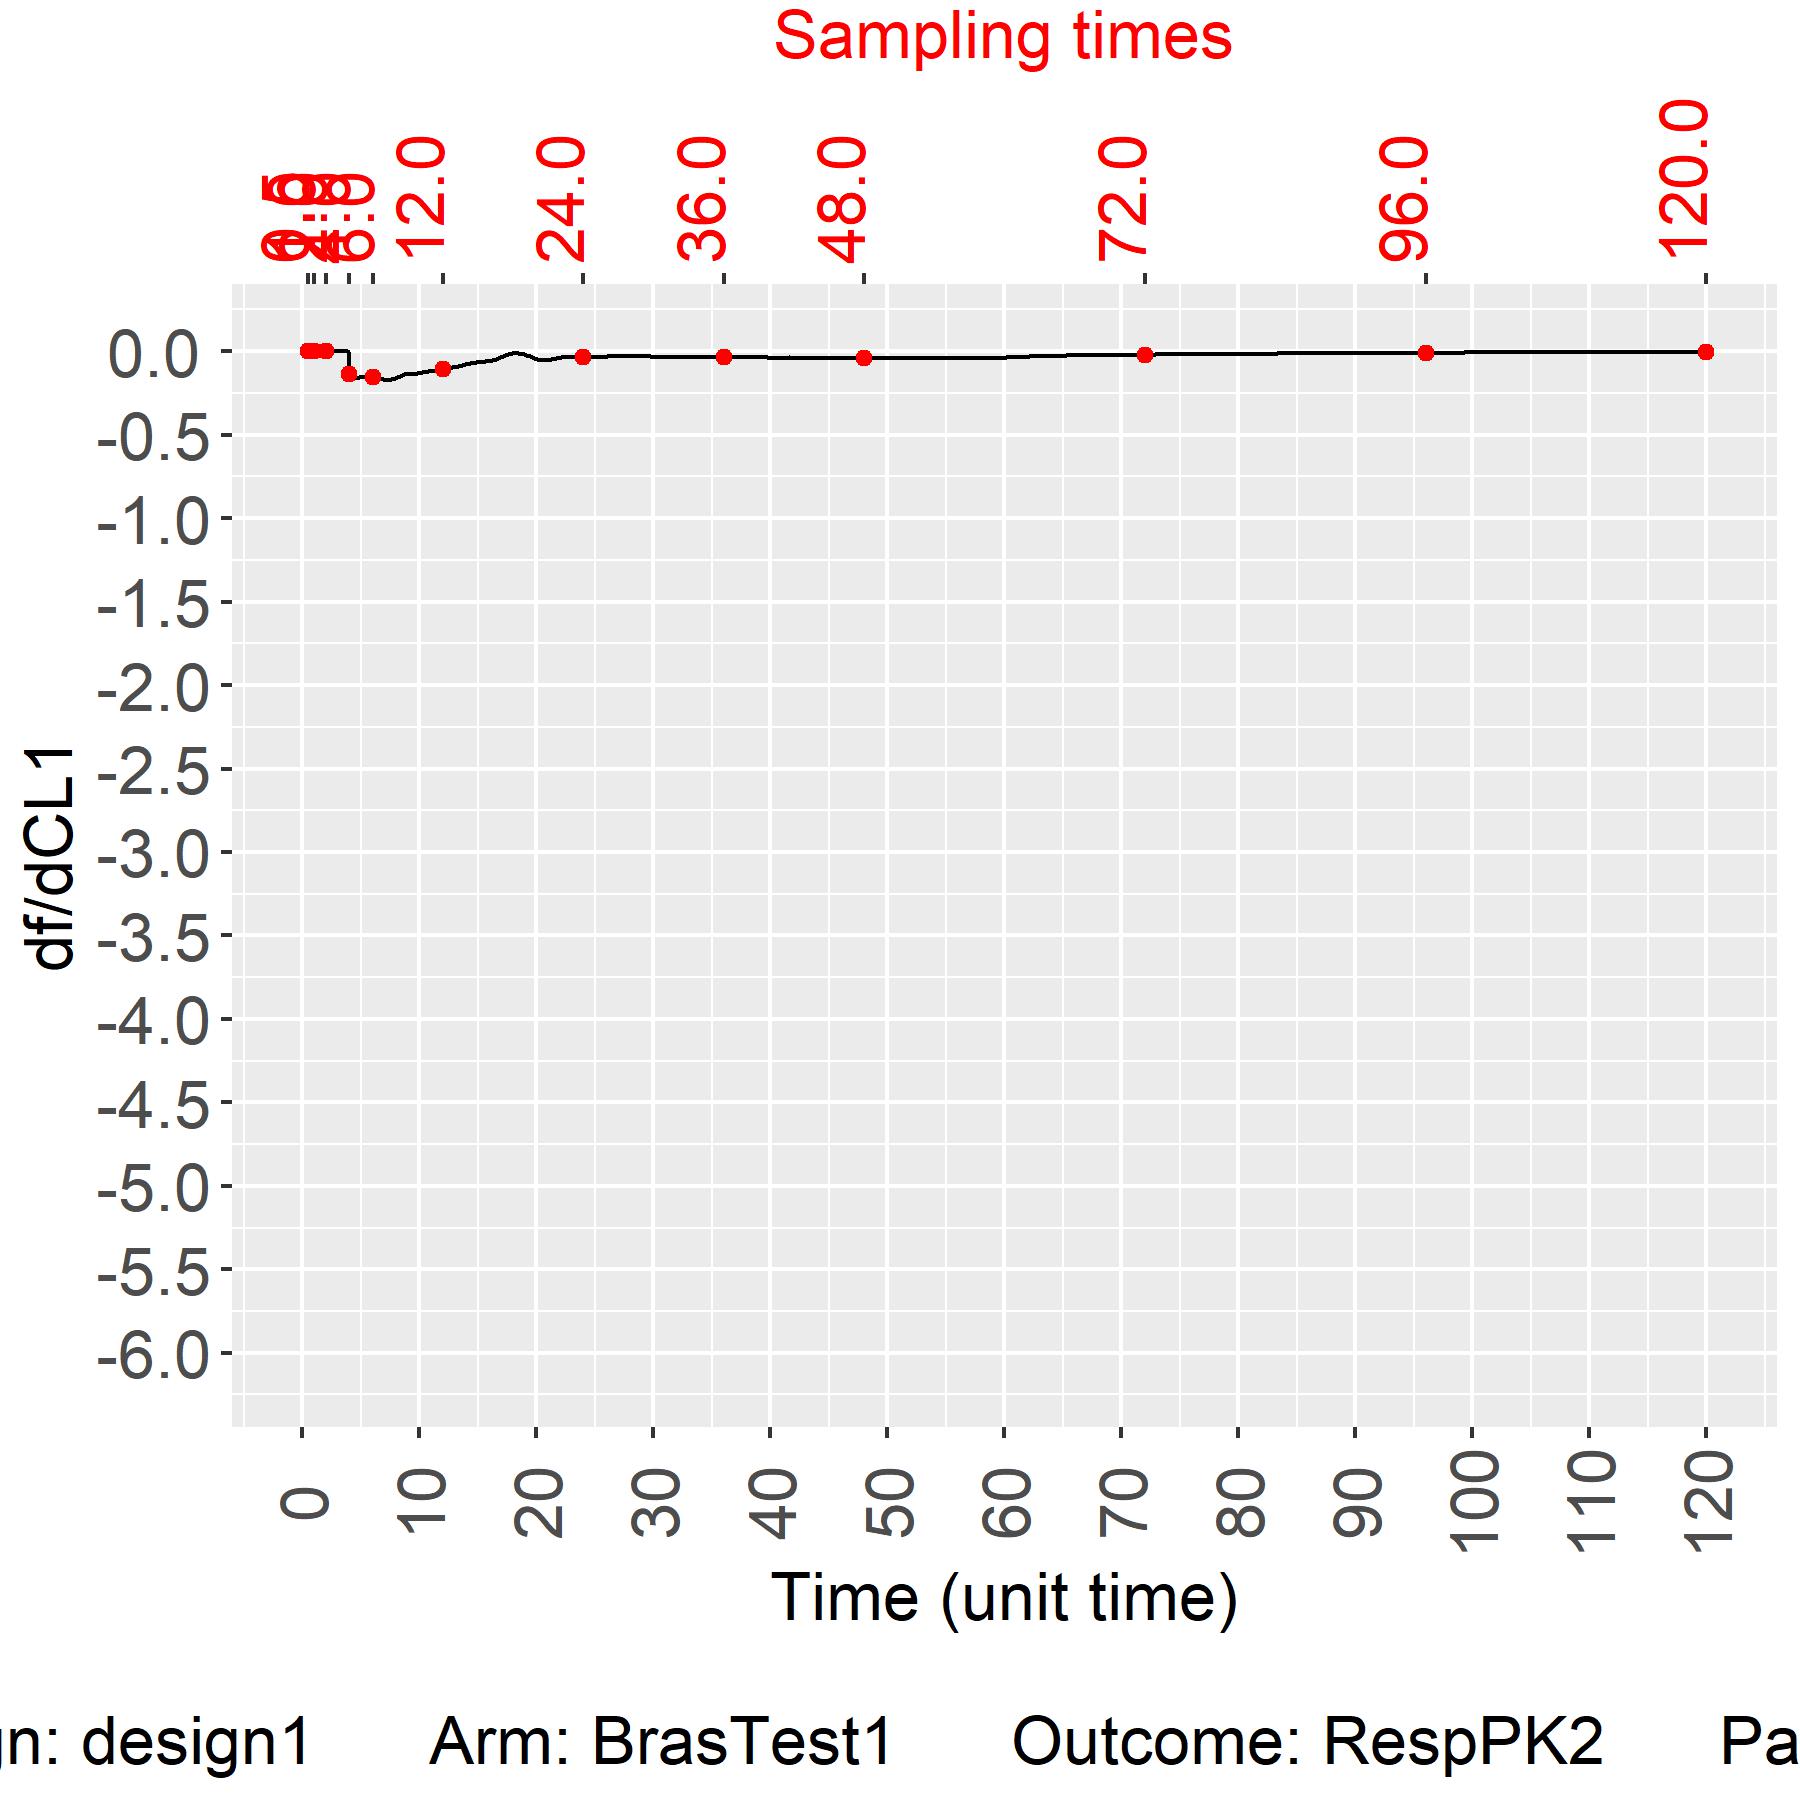 Sampling times
6.0 12.0 24.0 36.0 48.0 72.0 96.0 120.0
0.0
-0.5
-1.0
-1.5
-2.0
-2.5
-3.0
-3.5
-4.0
-4.5
-5.0
-5.5
-6.0
df/dCL1
0 10 20 30 40 50 60 70 80 90 100 110 120
Time (unit time)
gn: design1 Arm: BrasTest1 Outcome: RespPK2 Pa